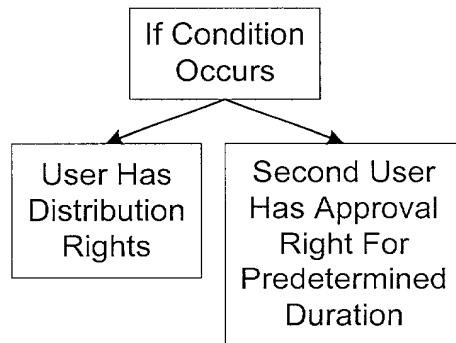 If Condition
Occurs
User Has
Distribution
Rights
Second User
Has Approval
Right For
Predetermined
Duration